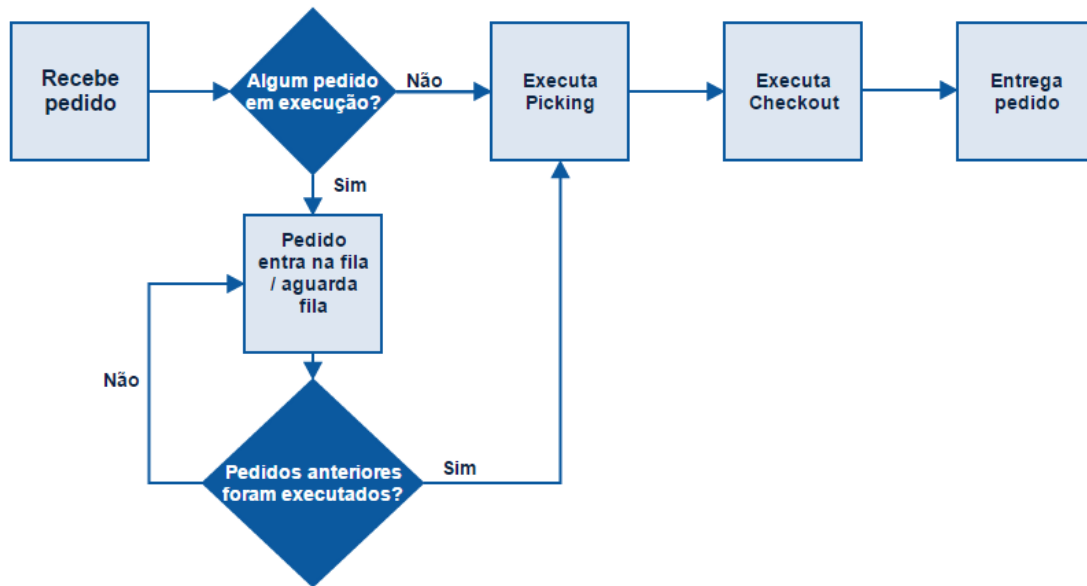 Recebe
pedido
Algum pedido
em execução?
Não
Executa
Picking
Executa
Checkout
Entrega
pedido
Sim
Pedido
entra na fila
/ aguarda
fila
Não
Pedidos anteriores
foram executados?
Sim